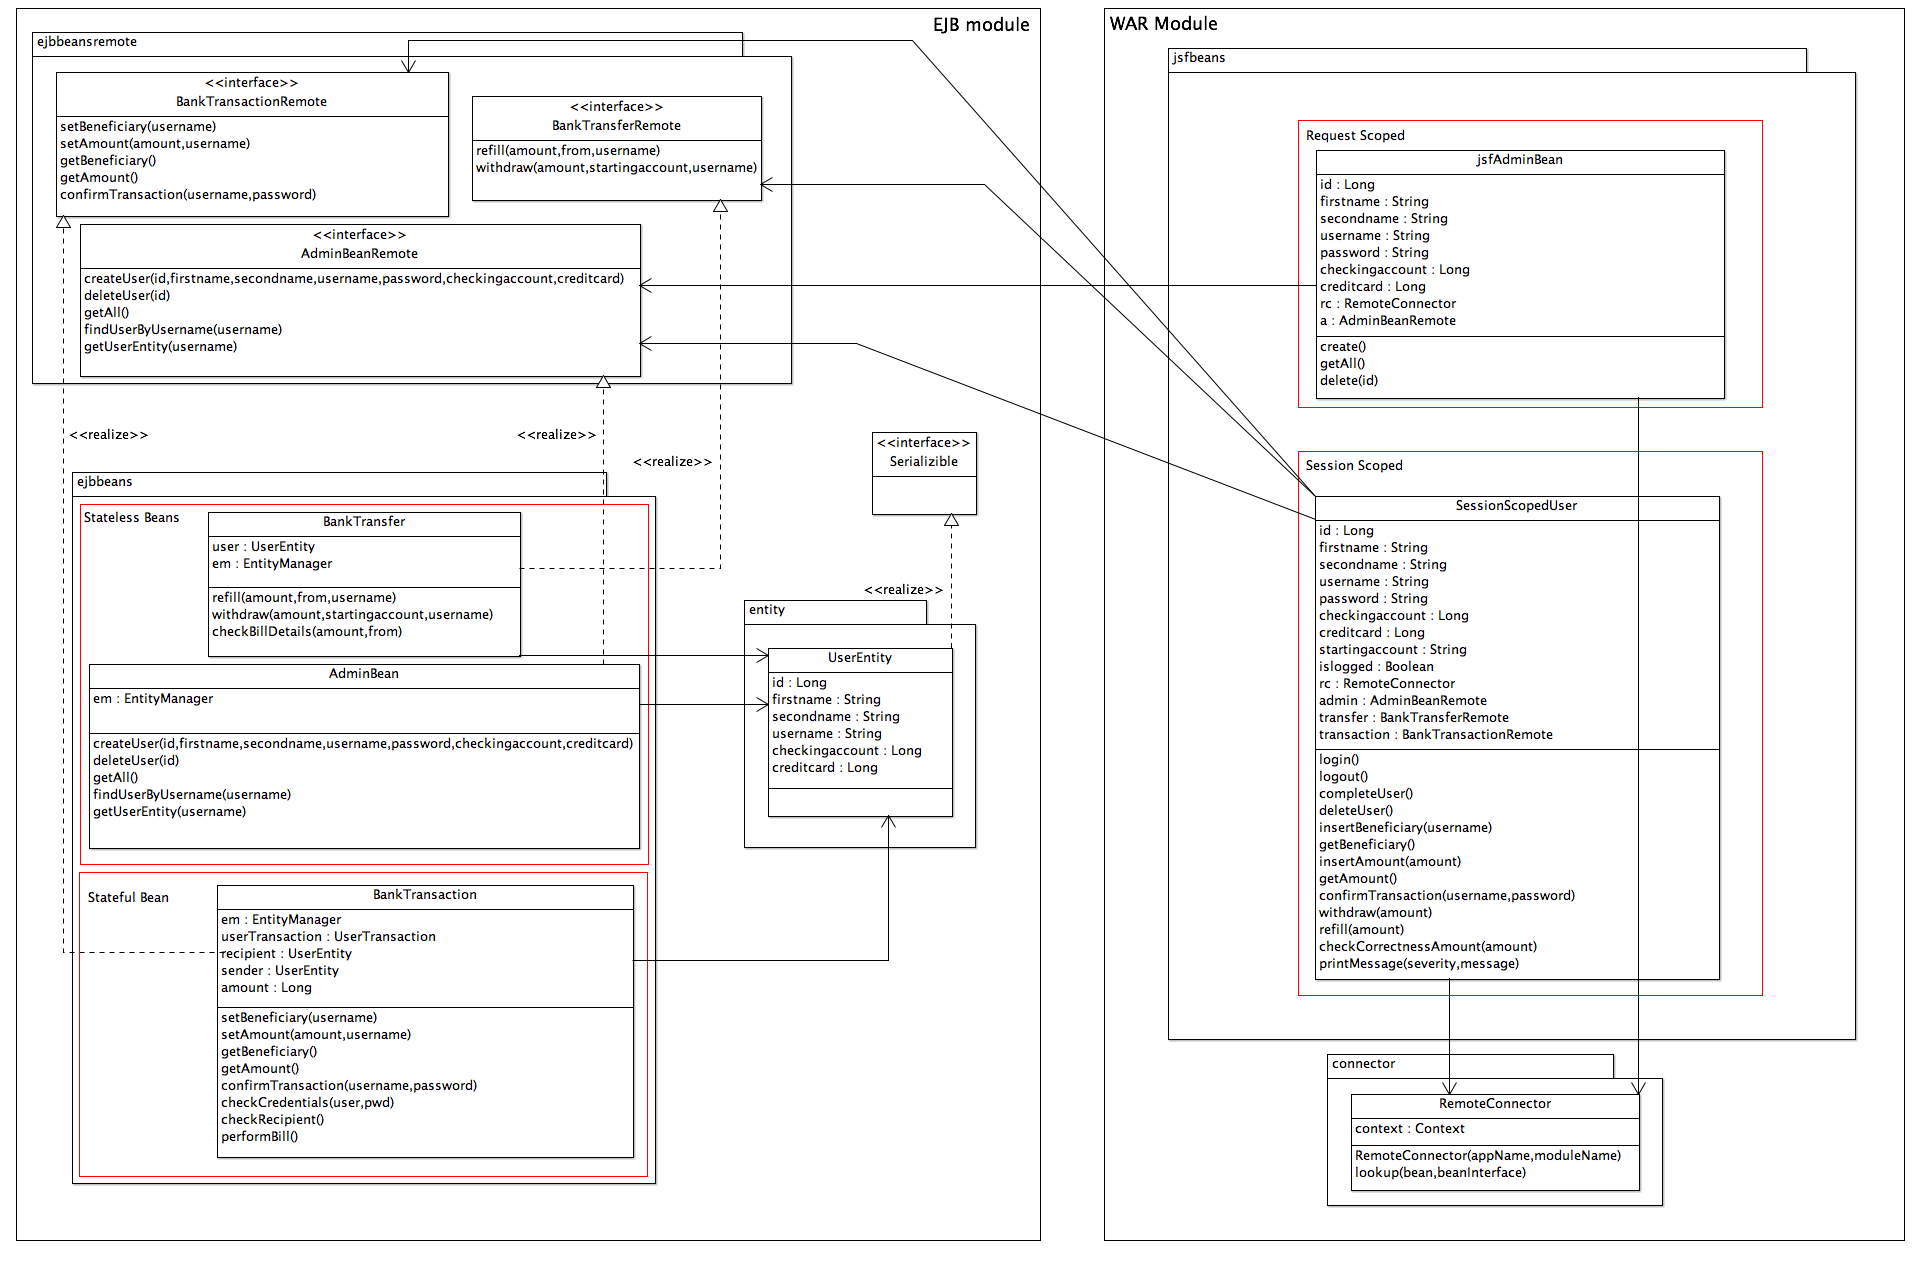 EJB module
ejbbeansremote
<<interface>>
BankTransactionRemote
setBeneficiary(username)
setAmount(amount,username)
getBeneficiary()
getAmount()
confirmTransaction(username,password)
<<interface>>
BankTransferRemote
refill(amount,from,username)
withdraw(amount,startingaccount,username)
<<interface>>
AdminBeanRemote
createUser(id,firstname,secondname,username,password,checkingaccount,creditcard)
deleteUser(id)
getAll()
findUserByUsername(username)
getUserEntity(username)
<<realize>>
<<realize>>
<<realize>>
<<interface>>
Serializible
<<realize>>
ejbbeans
Stateless Beans
BankTransfer
user : UserEntity
em : EntityManager
refill(amount,from,username)
withdraw(amount,startingaccount,username)
checkBillDetails(amount,from)
AdminBean
em : EntityManager
createUser(id,firstname,secondname,username,password,checkingaccount,creditcard)
deleteUser(id)
getAll()
findUserByUsername(username)
getUserEntity(username)
Stateful Bean
BankTransaction
em : EntityManager
userTransaction : UserTransaction
recipient : UserEntity
sender : UserEntity
amount : Long
setBeneficiary(username)
setAmount(amount,username)
getBeneficiary()
getAmount()
confirmTransaction(username,password)
checkCredentials(user,pwd)
checkRecipient()
performBill()
entity
UserEntity
id : Long
firstname : String
secondname : String
username : String
checkingaccount : Long
creditcard : Long
WAR Module
jsfbeans
Request Scoped
jsfAdminBean
id : Long
firstname : String
secondname : String
username : String
password : String
checkingaccount : Long
creditcard : Long
rc : RemoteConnector
a : AdminBeanRemote
create()
getAll()
delete(id)
Session Scoped
SessionScopedUser
id : Long
firstname : String
secondname : String
username : String
password : String
checkingaccount : Long
creditcard : Long
startingaccount : String
islogged : Boolean
rc : RemoteConnector
admin : AdminBeanRemote
transfer : BankTransferRemote
transaction : BankTransactionRemote
login()
logout()
completeUser()
deleteUser()
insertBeneficiary(username)
getBeneficiary()
insertAmount(amount)
getAmount()
confirmTransaction(username,password)
withdraw(amount)
refill(amount)
checkCorrectnessAmount(amount)
printMessage(severity,message)
connector
RemoteConnector
context : Context
RemoteConnector(appName,moduleName)
lookup(bean,beanInterface)